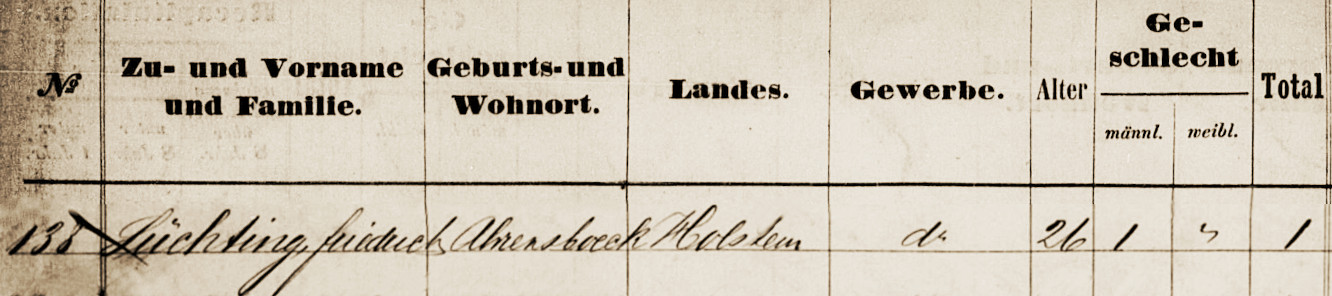 № Zu- und Vorname und Familie. Geburts- und Wohnort. Landes. Gewerbe. Alter Geschlecht männl. weibl. Total
138 Lüchting, Friedrich Ahrensboeck Holstein do 26 1 " 1